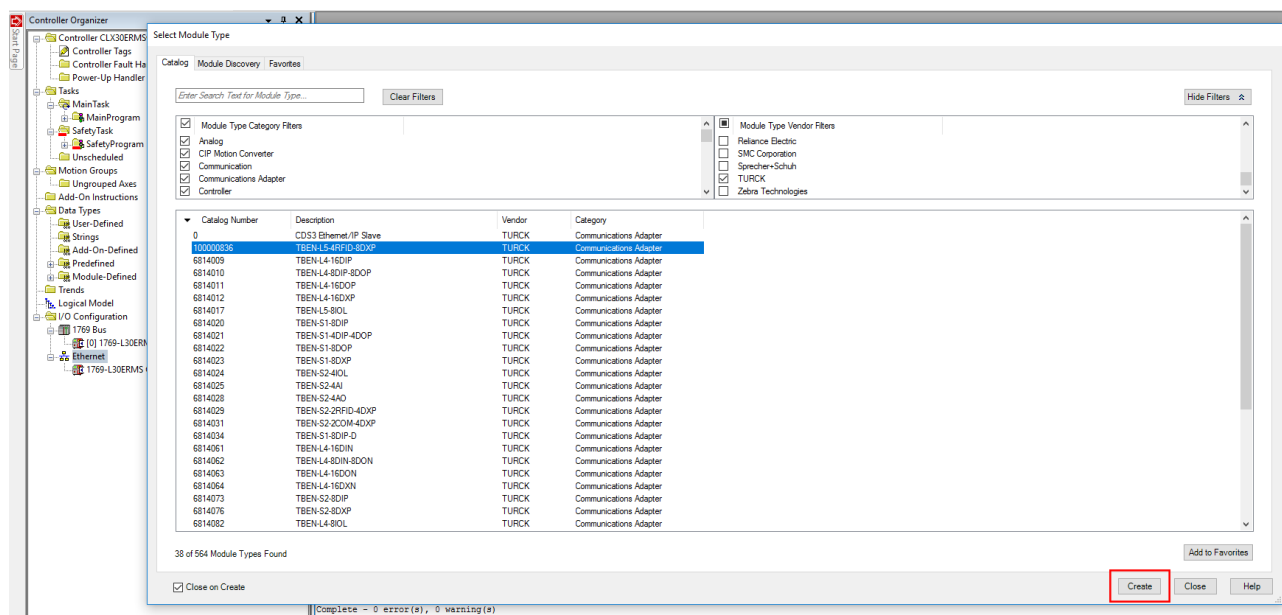 Start Page
Controller Organizer
Controller CLX30ERMS
Controller Tags
Controller Fault Ha
Power-Up Handler
Tasks
MainTask
MainProgram
SafetyTask
SafetyProgram
Unscheduled
Motion Groups
Ungrouped Axes
Add-On Instructions
Data Types
User-Defined
Strings
Add-On-Defined
Predefined
Module-Defined
Trends
Logical Model
I/O Configuration
1769 Bus
[0] 1769-L30ERM
Ethernet
1769-L30ERMS
Select Module Type
Catalog Module Discovery Favorites
Enter Search Text for Module Type... Clear Filters Hide Filters
Module Type Category Filters
Analog
CIP Motion Converter
Communication
Communications Adapter
Controller
Module Type Vendor Filters
Reliance Electric
SMC Corporation
Sprecher+Schuh
TURCK
Zebra Technologies
Catalog Number Description Vendor Category
0 CDS3 Ethernet/IP Slave TURCK Communications Adapter
100000836 TBEN-L5-4RFID-8DXP TURCK Communications Adapter
6814009 TBEN-L4-16DIP TURCK Communications Adapter
6814010 TBEN-L4-8DIP-8DOP TURCK Communications Adapter
6814011 TBEN-L4-16DOP TURCK Communications Adapter
6814012 TBEN-L4-16DXP TURCK Communications Adapter
6814017 TBEN-L5-8IOL TURCK Communications Adapter
6814020 TBEN-S1-8DIP TURCK Communications Adapter
6814021 TBEN-S1-4DIP-4DOP TURCK Communications Adapter
6814022 TBEN-S1-8DOP TURCK Communications Adapter
6814023 TBEN-S1-8DXP TURCK Communications Adapter
6814024 TBEN-S2-4IOL TURCK Communications Adapter
6814025 TBEN-S2-4AI TURCK Communications Adapter
6814028 TBEN-S2-4AO TURCK Communications Adapter
6814029 TBEN-S2-2RFID-4DXP TURCK Communications Adapter
6814031 TBEN-S2-2COM-4DXP TURCK Communications Adapter
6814034 TBEN-S1-8DIP-D TURCK Communications Adapter
6814061 TBEN-L4-16DIN TURCK Communications Adapter
6814062 TBEN-L4-8DIN-8DON TURCK Communications Adapter
6814063 TBEN-L4-16DON TURCK Communications Adapter
6814064 TBEN-L4-16DXN TURCK Communications Adapter
6814073 TBEN-S2-8DIP TURCK Communications Adapter
6814076 TBEN-S2-8DXP TURCK Communications Adapter
6814082 TBEN-L4-8IOL TURCK Communications Adapter
38 of 564 Module Types Found Add to Favorites
Close on Create Create Close Help
Complete - 0 error(s), 0 warning(s)